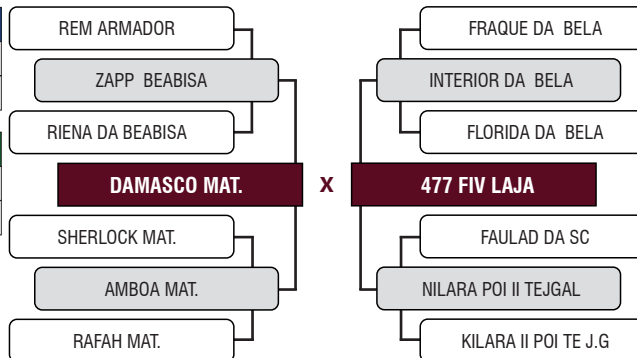 REM ARMADOR
ZAPP BEABISA
RIENA DA BEABISA
DAMASCO MAT.
SHERLOCK MAT.
AMBOA MAT.
RAFAH MAT.
X
FRAQUE DA BELA
INTERIOR DA BELA
FLORIDA DA BELA
477 FIV LAJA
FAULAD DA SC
NILARA POI II TEJGAL
KILARA II POI TE J.G